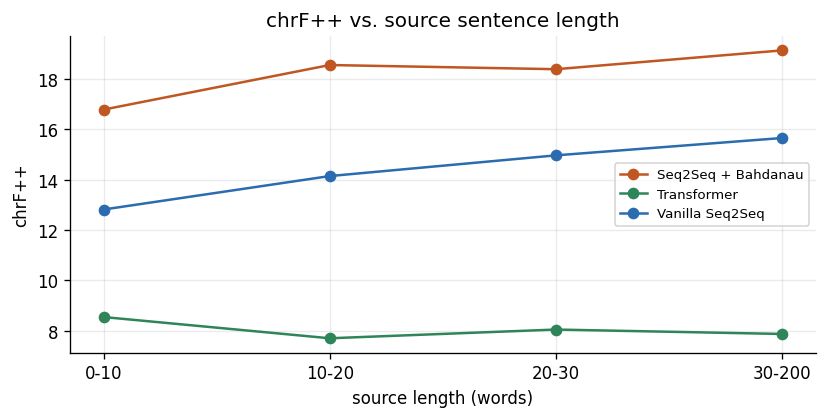 chrF++ vs. source sentence length
chrF++
18
16
14
12
10
8
Seq2Seq + Bahdanau
Transformer
Vanilla Seq2Seq
0-10
10-20
20-30
30-200
source length (words)